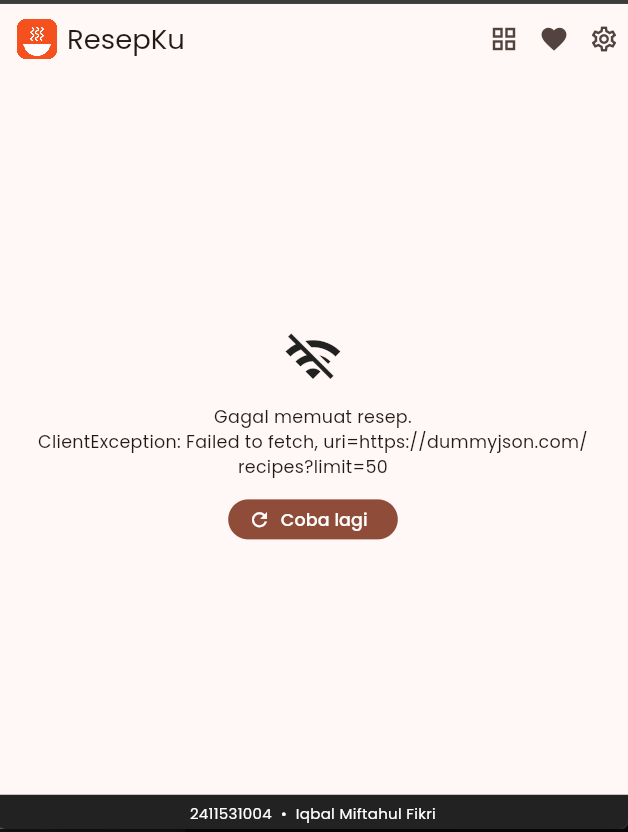 ResepKu
Gagal memuat resep.
ClientException: Failed to fetch, uri=https://dummyjson.com/
recipes?limit=50
Coba lagi
2411531004 • Iqbal Miftahul Fikri